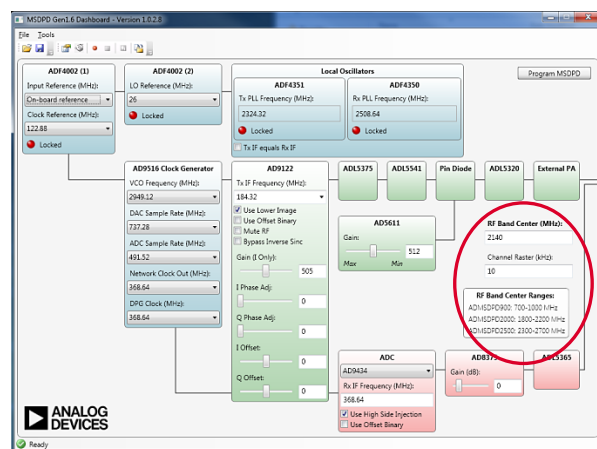 MSDPD Gen1.6 Dashboard - Version 1.0.2.8
File Tools
Program MSDPD
ADF4002 (1)
Input Reference (MHz):
On-board reference
Clock Reference (MHz):
122.88
Locked
ADF4002 (2)
LO Reference (MHz):
26
Locked
Local Oscillators
ADF4351
Tx PLL Frequency (MHz):
2324.32
Locked
Tx IF equals Rx IF
ADF4350
Rx PLL Frequency (MHz):
2508.64
Locked
AD9516 Clock Generator
VCO Frequency (MHz):
2949.12
DAC Sample Rate (MHz):
737.28
ADC Sample Rate (MHz):
491.52
Network Clock Out (MHz):
368.64
DPG Clock (MHz):
368.64
AD9122
Tx IF Frequency (MHz):
184.32
Use Lower Image
Use Offset Binary
Mute RF
Bypass Inverse Sinc
Gain (I Only):
505
I Phase Adj:
0
Q Phase Adj:
0
I Offset:
0
Q Offset:
0
ADL5375
ADL5541
Pin Diode
ADL5320
External PA
AD5611
Gain:
512
Max Min
RF Band Center (MHz):
2140
Channel Raster (kHz):
10
RF Band Center Ranges:
ADMSDPD900: 700-1000 MHz
ADMSDPD2000: 1800-2200 MHz
ADMSDPD2500: 2300-2700 MHz
ADC
AD9434
Rx IF Frequency (MHz):
368.64
Use High Side Injection
Use Offset Binary
AD8375
Gain (dB):
0
ADL5365
ANALOG
DEVICES
Ready